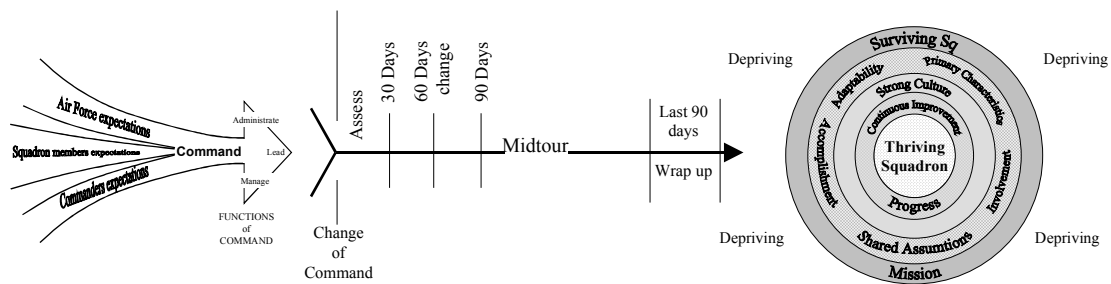 Air Force expectations
Squadron members expectations
Commanders expectations
Command
Administrate
Lead
Manage
FUNCTIONS
of
COMMAND
Change
of
Command
Assess
30 Days
60 Days
change
90 Days
Midtour
Last 90
days
Wrap up
Depriving
Depriving
Depriving
Depriving
Surviving Sq
Adaptability
Primary Characteristics
Strong Culture
Continuous Improvement
Accomplishment
Thriving
Squadron
Involvement
Progress
Shared Assumtions
Mission